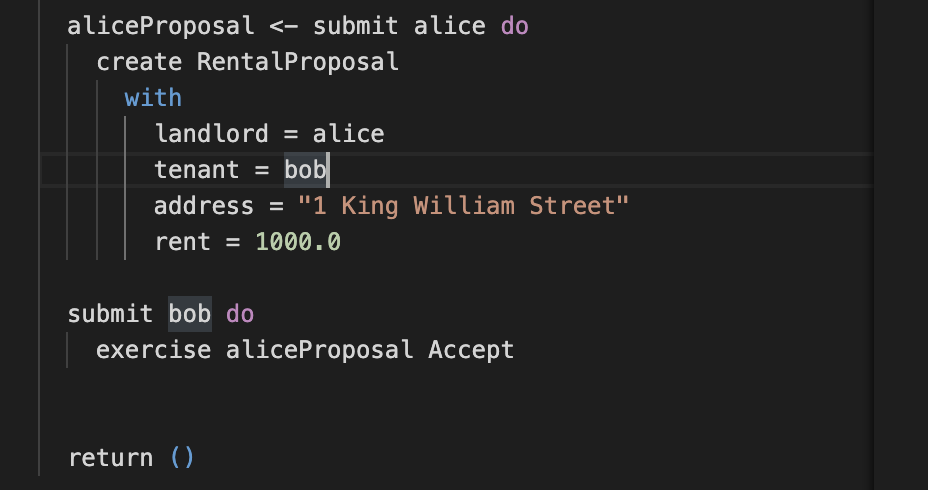 aliceProposal <- submit alice do
create RentalProposal
with
landlord = alice
tenant = bob
address = "1 King William Street"
rent = 1000.0
submit bob do
exercise aliceProposal Accept
return ()